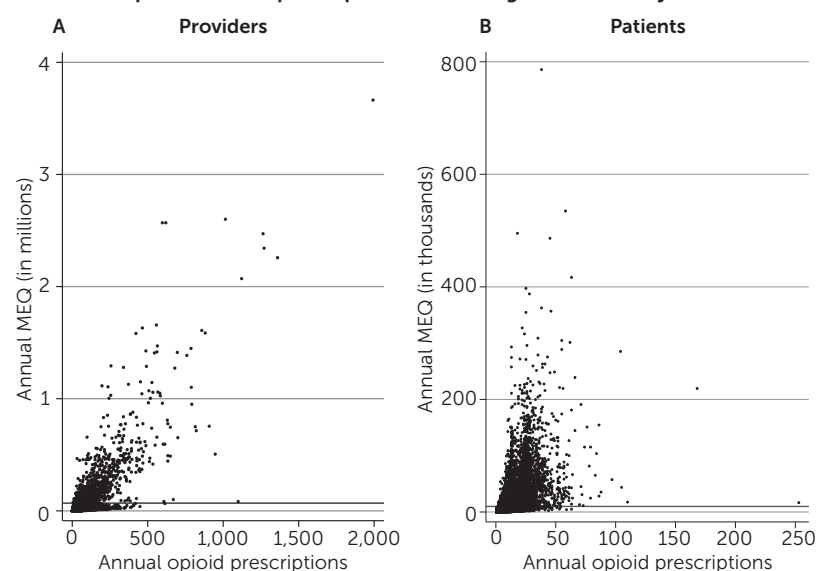 A Providers
B Patients
Annual MEQ (in millions)
4
3
2
1
0
0 500 1,000 1,500 2,000
Annual opioid prescriptions
Annual MEQ (in thousands)
800
600
400
200
0
0 50 100 150 200 250
Annual opioid prescriptions